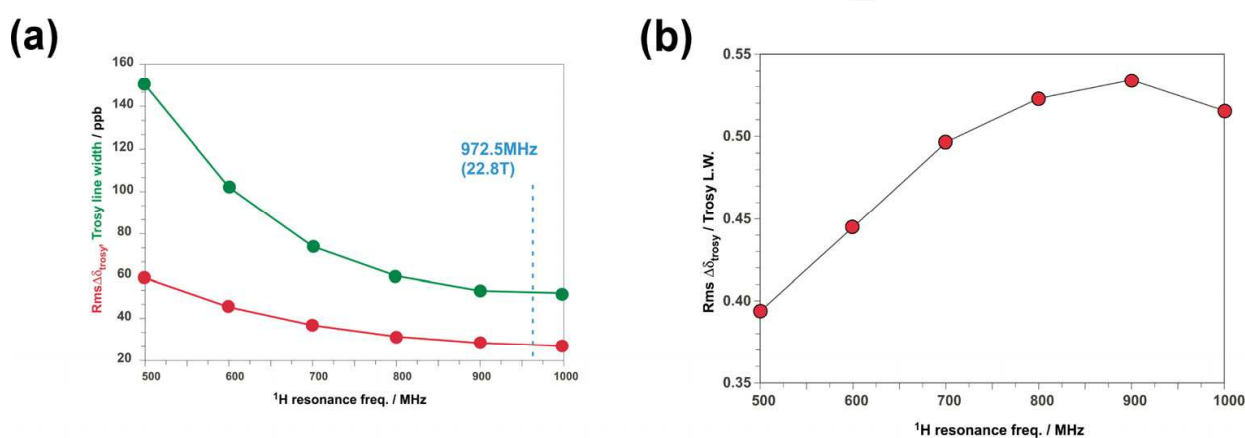 (a)
RmsΔδtrosy, Trosy line width / ppb
160
140
120
100
80
60
40
20
972.5MHz
(22.8T)
500 600 700 800 900 1000
¹H resonance freq. / MHz
(b)
Rms Δδtrosy / Trosy L.W.
0.55
0.50
0.45
0.40
0.35
500 600 700 800 900 1000
¹H resonance freq. / MHz